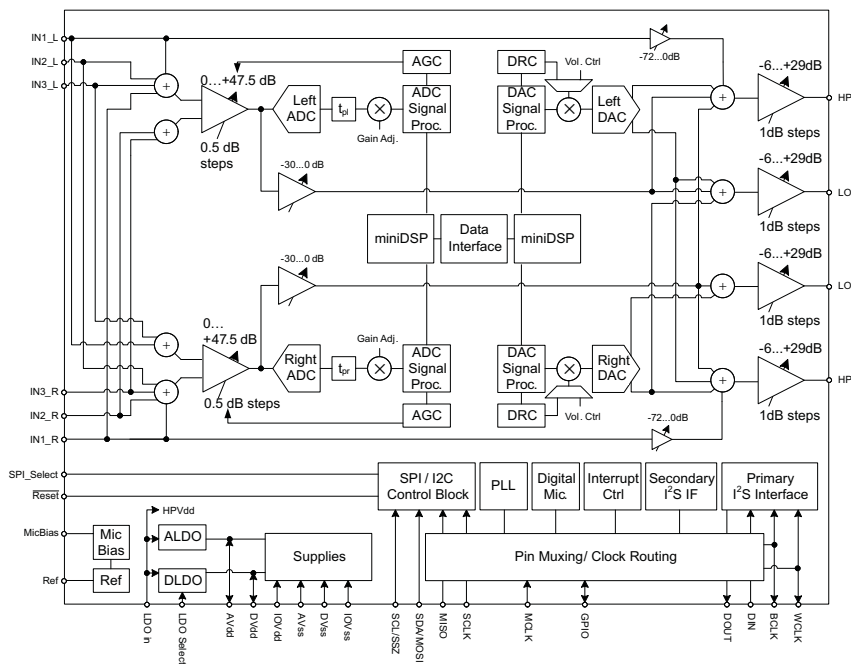 IN1_L
IN2_L
IN3_L
0…+47.5 dB
0.5 dB
steps
Left
ADC
tpl
Gain Adj.
AGC
ADC
Signal
Proc.
DRC
Vol. Ctrl
DAC
Signal
Proc.
Left
DAC
-72...0dB
-6...+29dB
1dB steps
HP
-30...0 dB
-6...+29dB
1dB steps
LO
miniDSP
Data
Interface
miniDSP
-30...0 dB
-6...+29dB
1dB steps
LO
0…
+47.5 dB
0.5 dB steps
Right
ADC
tpr
Gain Adj.
ADC
Signal
Proc.
AGC
DAC
Signal
Proc.
DRC
Vol. Ctrl
Right
DAC
-6...+29dB
1dB steps
HP
IN3_R
IN2_R
IN1_R
-72...0dB
SPI_Select
Reset
SPI / I2C
Control Block
PLL
Digital
Mic.
Interrupt
Ctrl
Secondary
I2S IF
Primary
I2S Interface
HPVdd
MicBias
Mic
Bias
ALDO
Supplies
Pin Muxing/ Clock Routing
Ref
Ref
DLDO
LDO in
LDO Select
AVdd
DVdd
IOVdd
AVss
DVss
IOVss
SCL/SSZ
SDA/MOSI
MISO
SCLK
MCLK
GPIO
DOUT
DIN
BCLK
WCLK